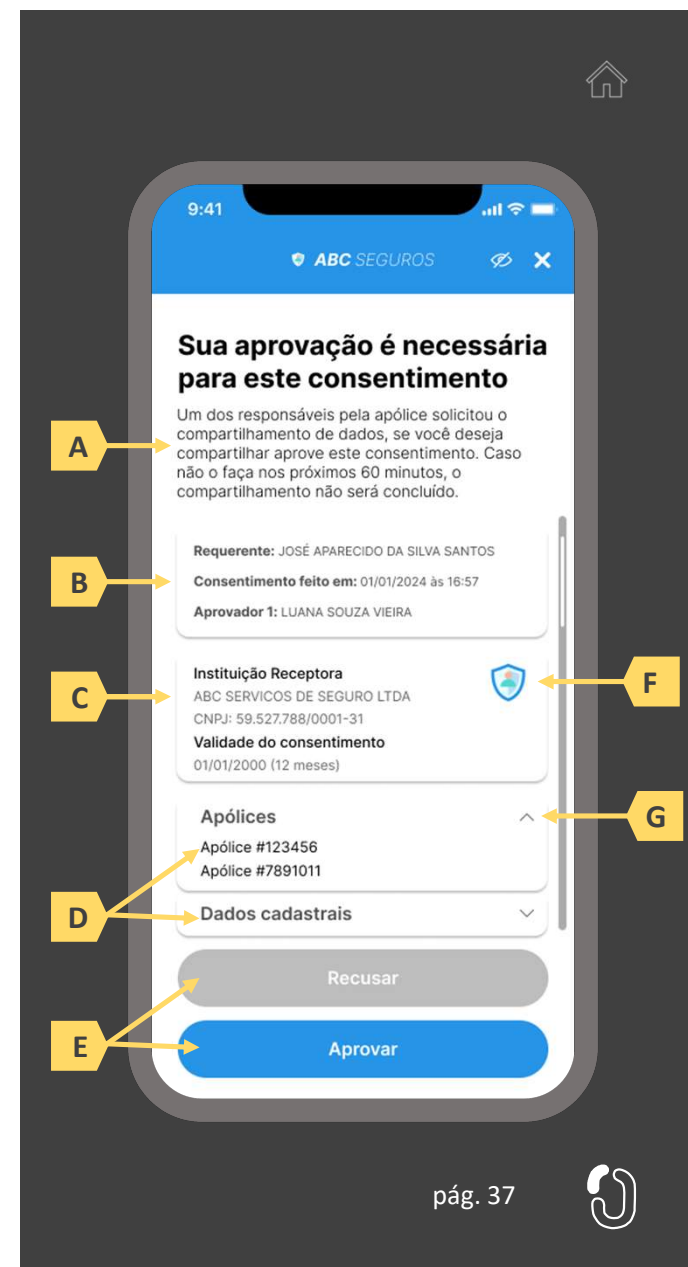 9:41
ABC SEGUROS
Sua aprovação é necessária
para este consentimento
A
Um dos responsáveis pela apólice solicitou o
compartilhamento de dados, se você deseja
compartilhar aprove este consentimento. Caso
não o faça nos próximos 60 minutos, o
compartilhamento não será concluído.
B
Requerente: JOSÉ APARECIDO DA SILVA SANTOS
Consentimento feito em: 01/01/2024 às 16:57
Aprovador 1: LUANA SOUZA VIEIRA
C
Instituição Receptora
ABC SERVICOS DE SEGURO LTDA
CNPJ: 59.527.788/0001-31
Validade do consentimento
01/01/2000 (12 meses)
F
Apólices
G
Apólice #123456
Apólice #7891011
D
Dados cadastrais
E
Recusar
Aprovar
pág. 37